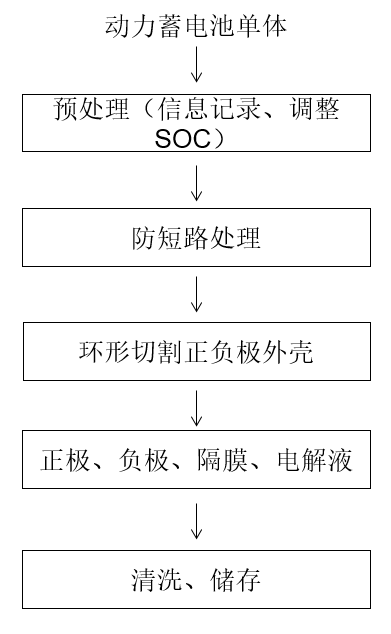 动力蓄电池单体
预处理（信息记录、调整
SOC）
防短路处理
环形切割正负极外壳
正极、负极、隔膜、电解液
清洗、储存